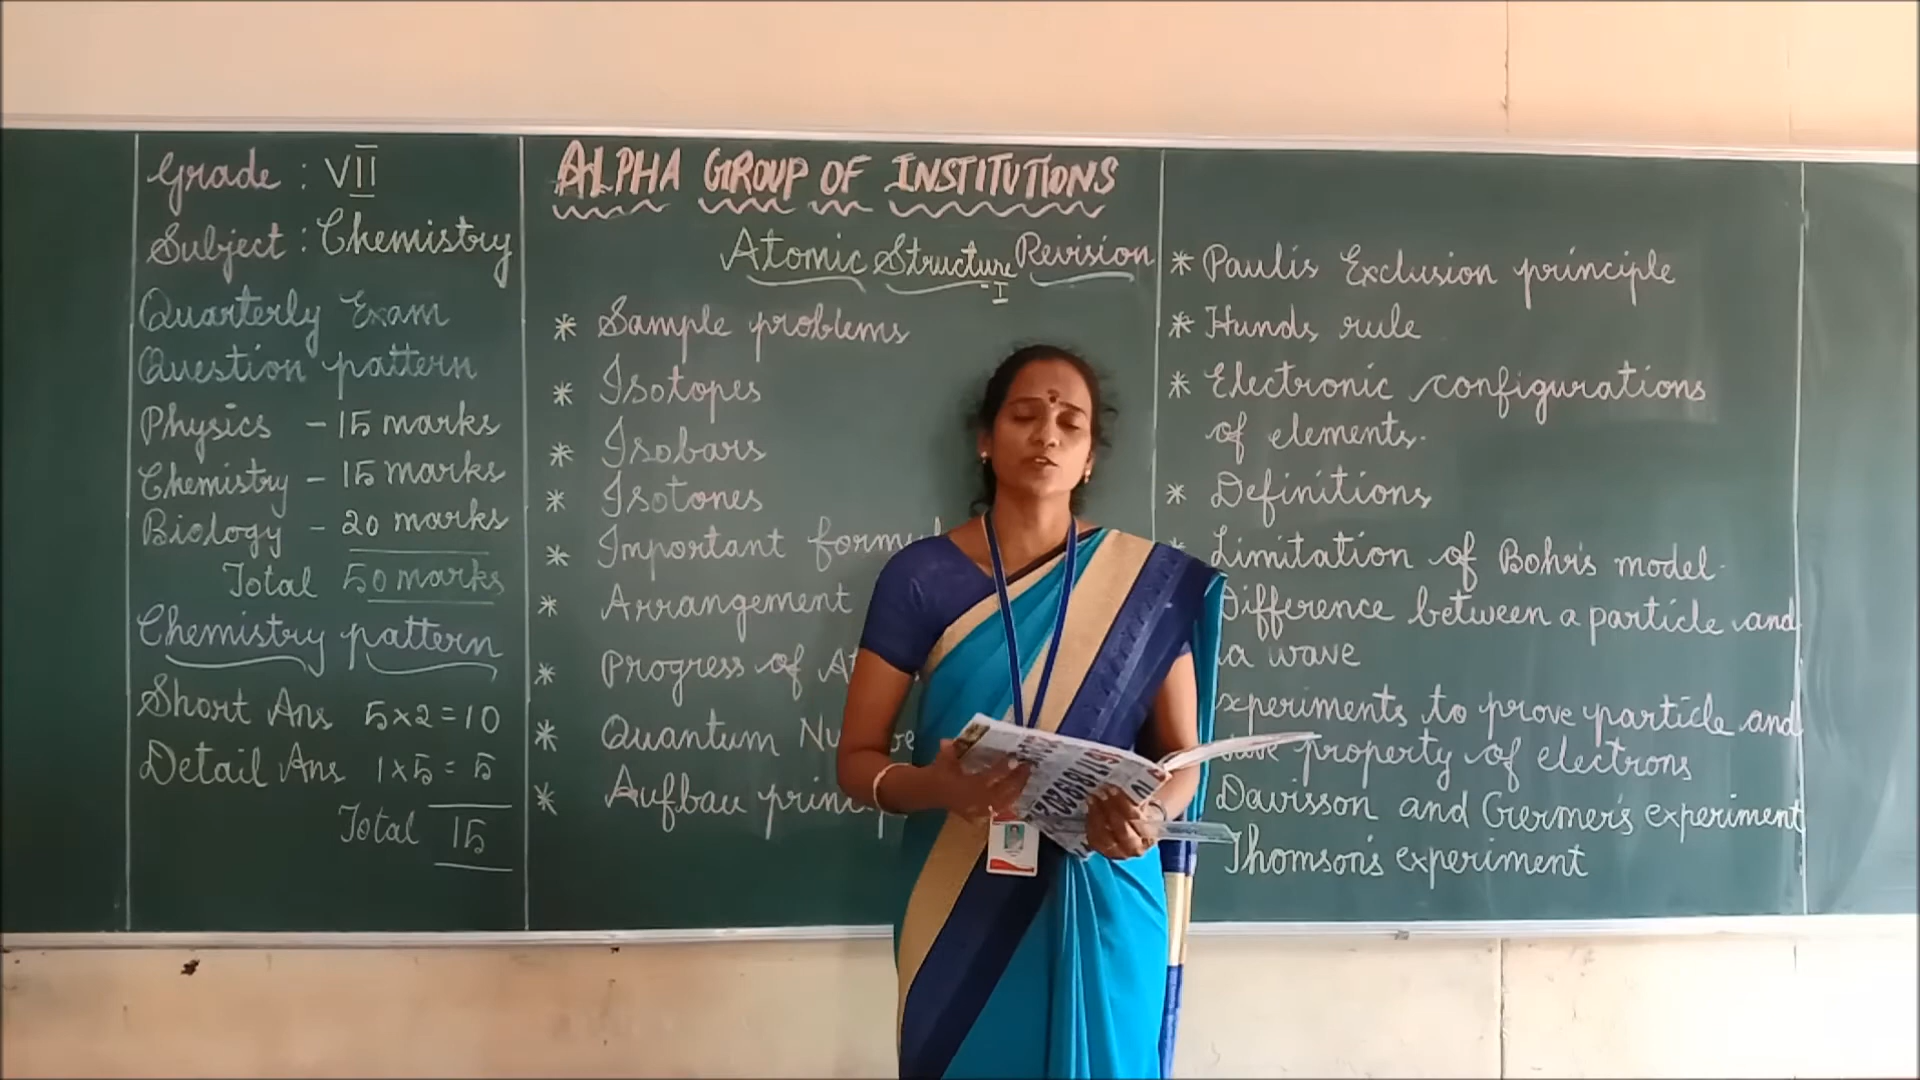 Grade : VII
Subject : Chemistry
Quarterly Exam
Question pattern
Physics - 15 marks
Chemistry - 15 marks
Biology - 20 marks
Total 50 marks
Chemistry pattern
Short Ans 5 x 2 = 10
Detail Ans 1 x 5 = 5
Total 15
ALPHA GROUP OF INSTITUTIONS
Atomic Structure Revision
- I
* Sample problems
* Isotopes
* Isobars
* Isotones
* Important
* Arrangement
* Progress of
* Quantum
* Aufbau
* Paulis Exclusion principle
* Hunds rule
* Electronic configurations
of elements.
* Definitions
* Limitation of Bohr's model.
Difference between a particle and
a wave
to prove particle and
property of electrons
Davisson and Germer's experiment
Thomson's experiment